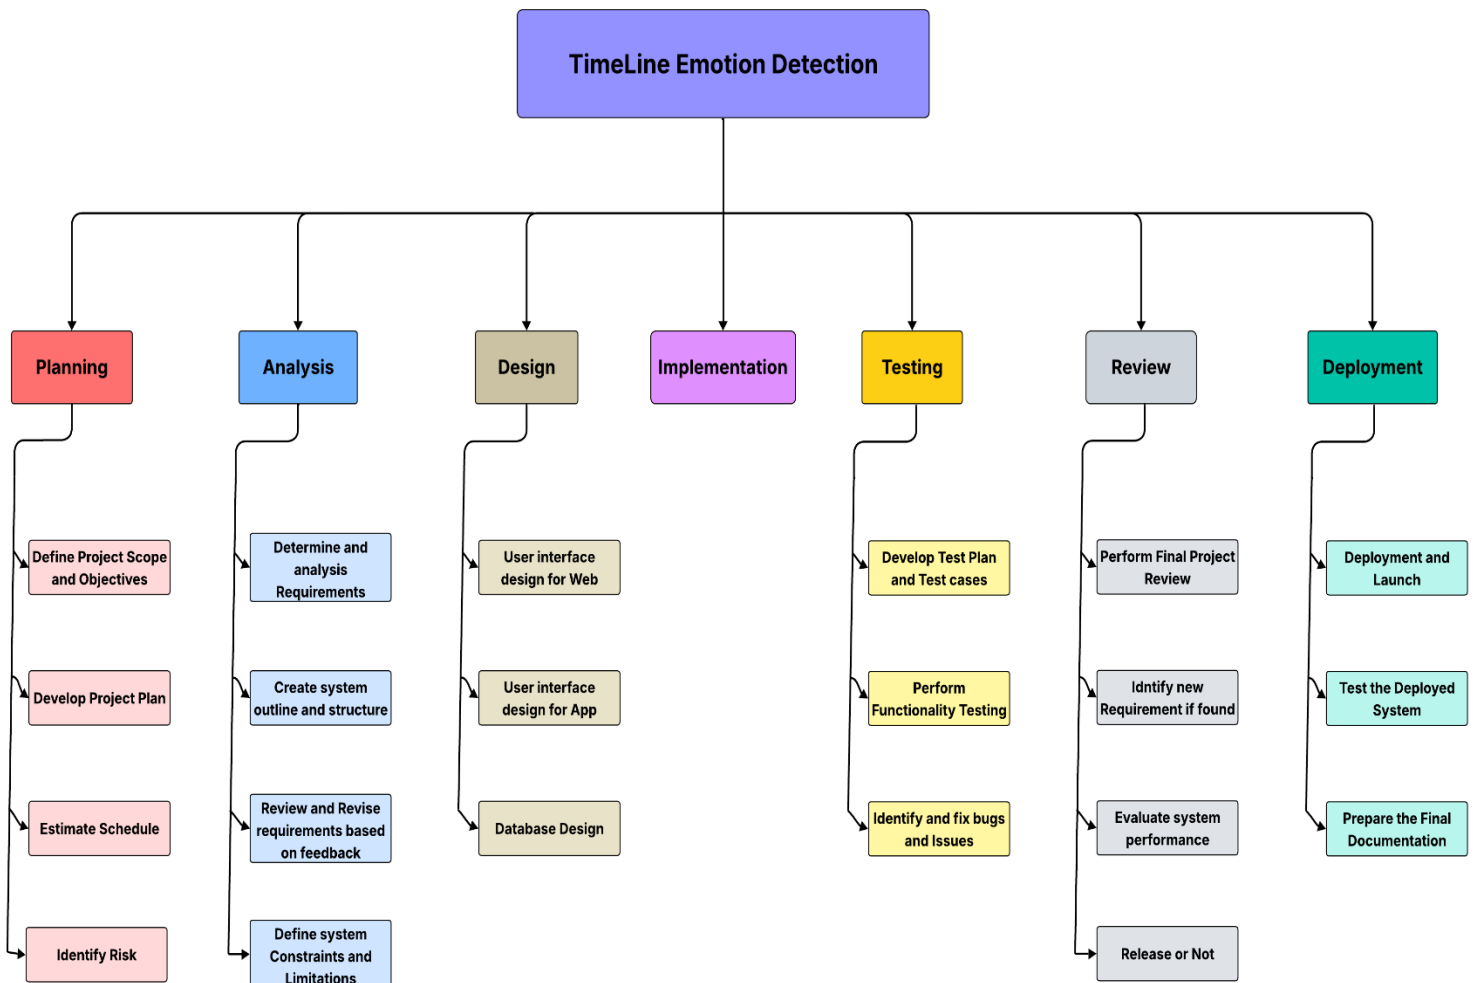 TimeLine Emotion Detection
Planning
Analysis
Design
Implementation
Testing
Review
Deployment
Define Project Scope
and Objectives
Develop Project Plan
Estimate Schedule
Identify Risk
Determine and
analysis
Requirements
Create system
outline and structure
Review and Revise
requirements based
on feedback
Define system
Constraints and
Limitations
User interface
design for Web
User interface
design for App
Database Design
Develop Test Plan
and Test cases
Perform
Functionality Testing
Identify and fix bugs
and Issues
Perform Final Project
Review
Idntify new
Requirement if found
Evaluate system
performance
Release or Not
Deployment and
Launch
Test the Deployed
System
Prepare the Final
Documentation